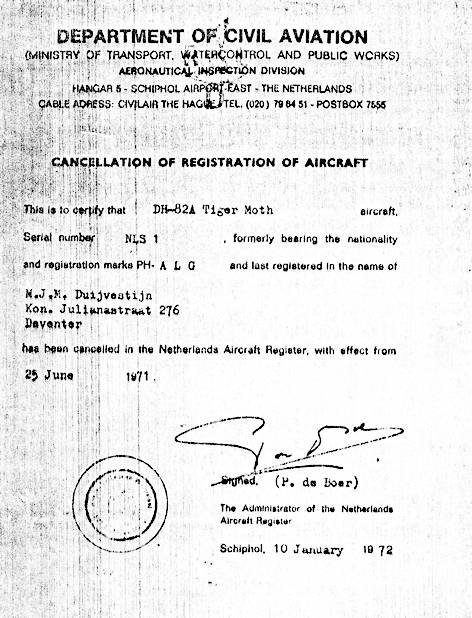 DEPARTMENT OF CIVIL AVIATION
(MINISTRY OF TRANSPORT, WATERCONTROL AND PUBLIC WORKS)
AERONAUTICAL INSPECTION DIVISION
HANGAR 5 - SCHIPHOL AIRPORT-EAST - THE NETHERLANDS
CABLE ADRESS: CIVILAIR THE HAGUE TEL. (020) 79 84 51 - POSTBOX 7555
CANCELLATION OF REGISTRATION OF AIRCRAFT
This is to certify that DH-82A Tiger Moth aircraft,
Serial number NLS 1 , formerly bearing the nationality
and registration marks PH- A L G and last registered in the name of
M.J.M. Duijvestijn
Kon. Julianastraat 276
Deventer
has been cancelled in the Netherlands Aircraft Register, with effect from
25 June 1971.
Signed. (P. de Boer)
The Administrator of the Netherlands
Aircraft Register
Schiphol, 10 January 1972